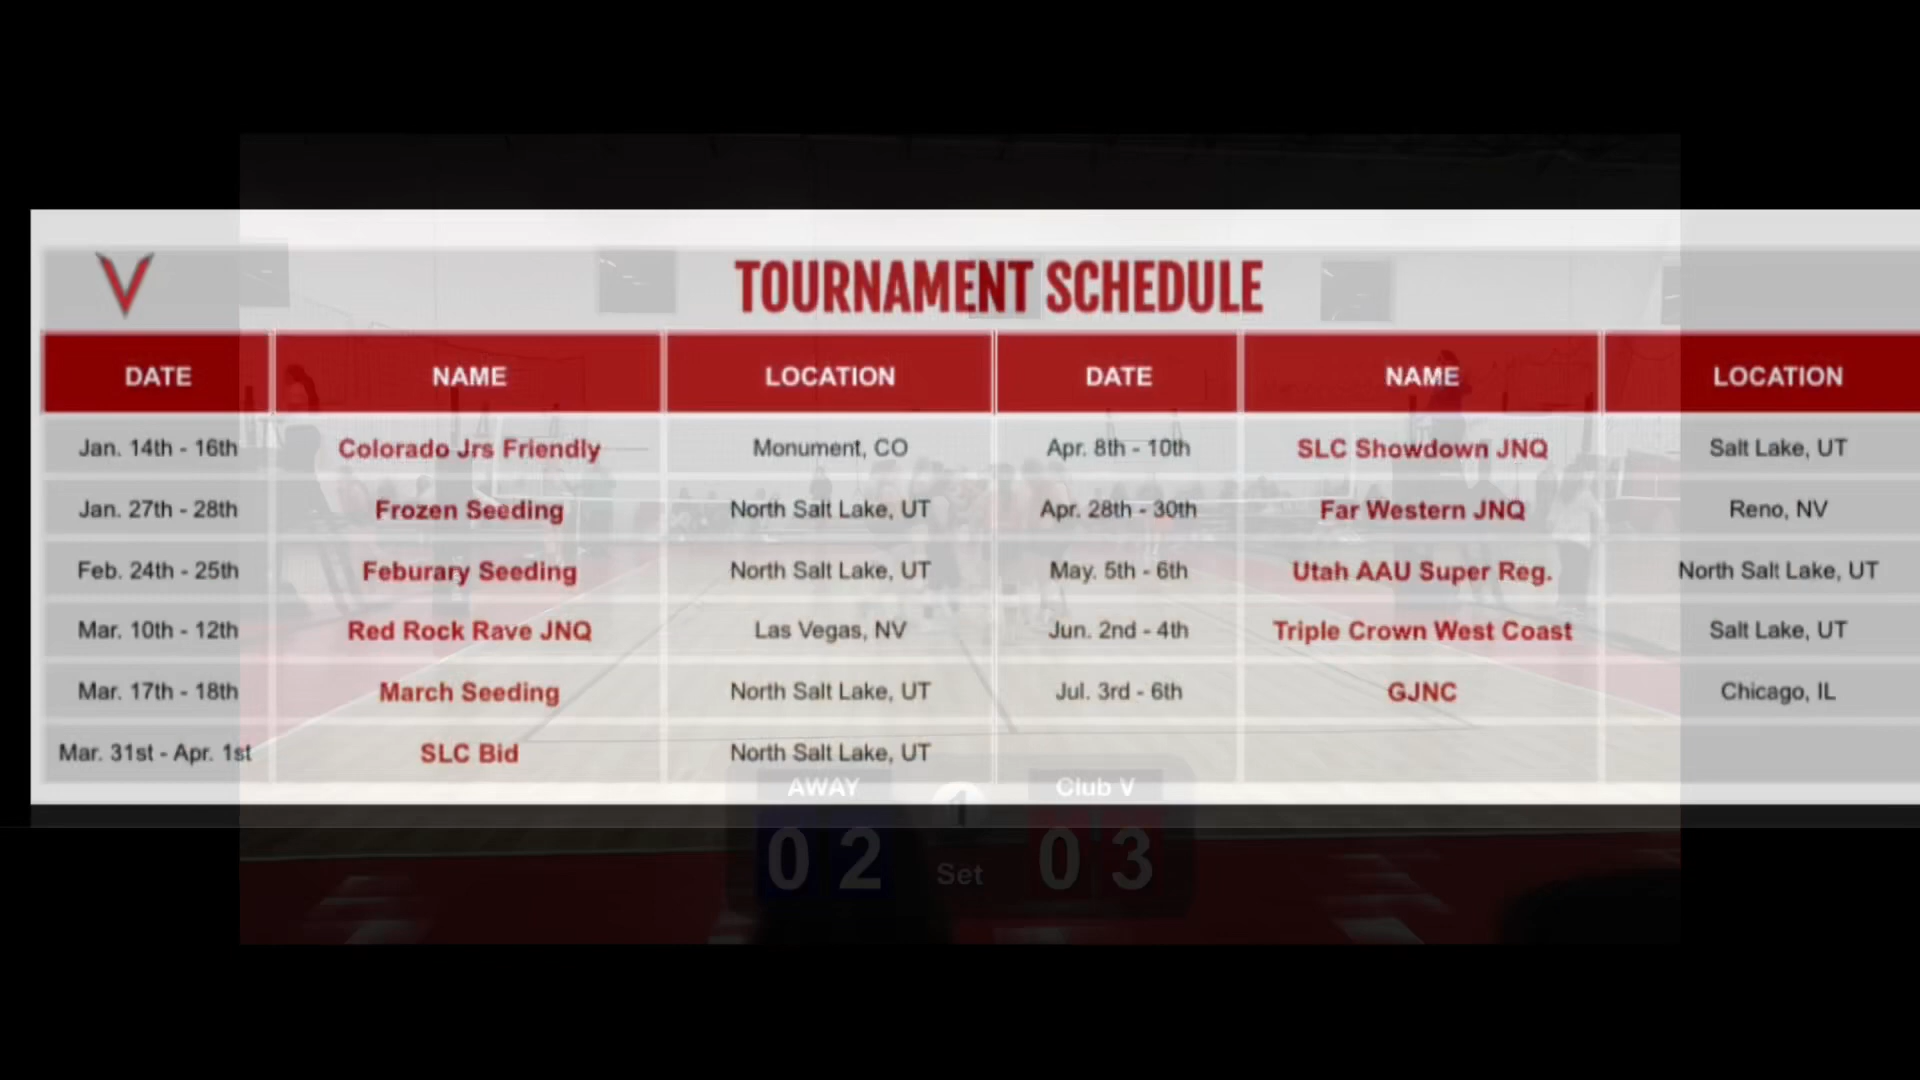 TOURNAMENT SCHEDULE
DATE NAME LOCATION DATE NAME LOCATION
Jan. 14th - 16th Colorado Jrs Friendly Monument, CO Apr. 8th - 10th SLC Showdown JNQ Salt Lake, UT
Jan. 27th - 28th Frozen Seeding North Salt Lake, UT Apr. 28th - 30th Far Western JNQ Reno, NV
Feb. 24th - 25th Feburary Seeding North Salt Lake, UT May. 5th - 6th Utah AAU Super Reg. North Salt Lake, UT
Mar. 10th - 12th Red Rock Rave JNQ Las Vegas, NV Jun. 2nd - 4th Triple Crown West Coast Salt Lake, UT
Mar. 17th - 18th March Seeding North Salt Lake, UT Jul. 3rd - 6th GJNC Chicago, IL
Mar. 31st - Apr. 1st SLC Bid North Salt Lake, UT
AWAY 1 Club V
02 Set 03